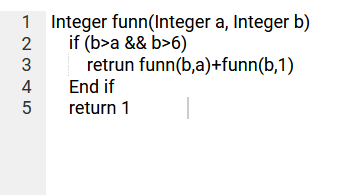 1 Integer funn(Integer a, Integer b)
2 if (b>a && b>6)
3 retrun funn(b,a)+funn(b,1)
4 End if
5 return 1